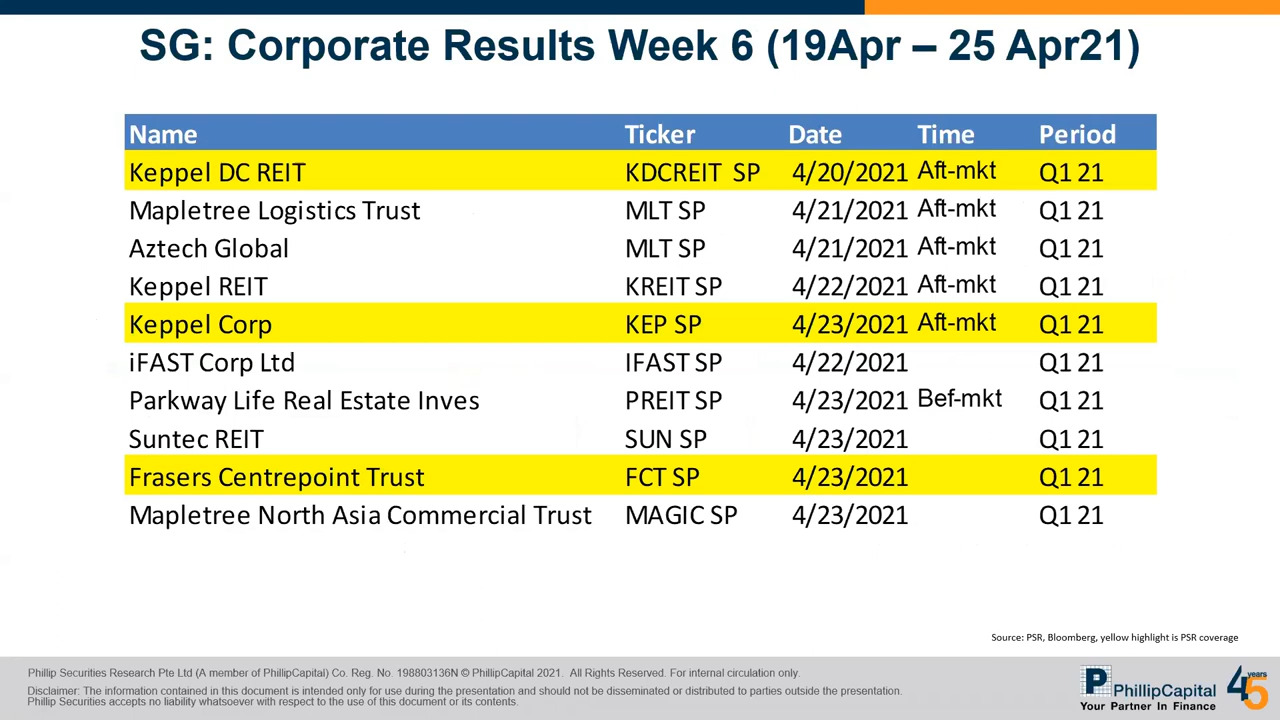 SG: Corporate Results Week 6 (19Apr – 25 Apr21)
Name Ticker Date Time Period
Keppel DC REIT KDCREIT SP 4/20/2021 Aft-mkt Q1 21
Mapletree Logistics Trust MLT SP 4/21/2021 Aft-mkt Q1 21
Aztech Global MLT SP 4/21/2021 Aft-mkt Q1 21
Keppel REIT KREIT SP 4/22/2021 Aft-mkt Q1 21
Keppel Corp KEP SP 4/23/2021 Aft-mkt Q1 21
iFAST Corp Ltd IFAST SP 4/22/2021 Q1 21
Parkway Life Real Estate Inves PREIT SP 4/23/2021 Bef-mkt Q1 21
Suntec REIT SUN SP 4/23/2021 Q1 21
Frasers Centrepoint Trust FCT SP 4/23/2021 Q1 21
Mapletree North Asia Commercial Trust MAGIC SP 4/23/2021 Q1 21
Source: PSR, Bloomberg, yellow highlight is PSR coverage
Phillip Securities Research Pte Ltd (A member of PhillipCapital) Co. Reg. No. 198803136N © PhillipCapital 2021. All Rights Reserved. For internal circulation only.
Disclaimer: The information contained in this document is intended only for use during the presentation and should not be disseminated or distributed to parties outside the presentation.
Phillip Securities accepts no liability whatsoever with respect to the use of this document or its contents.
P PhillipCapital
Your Partner In Finance
45 years